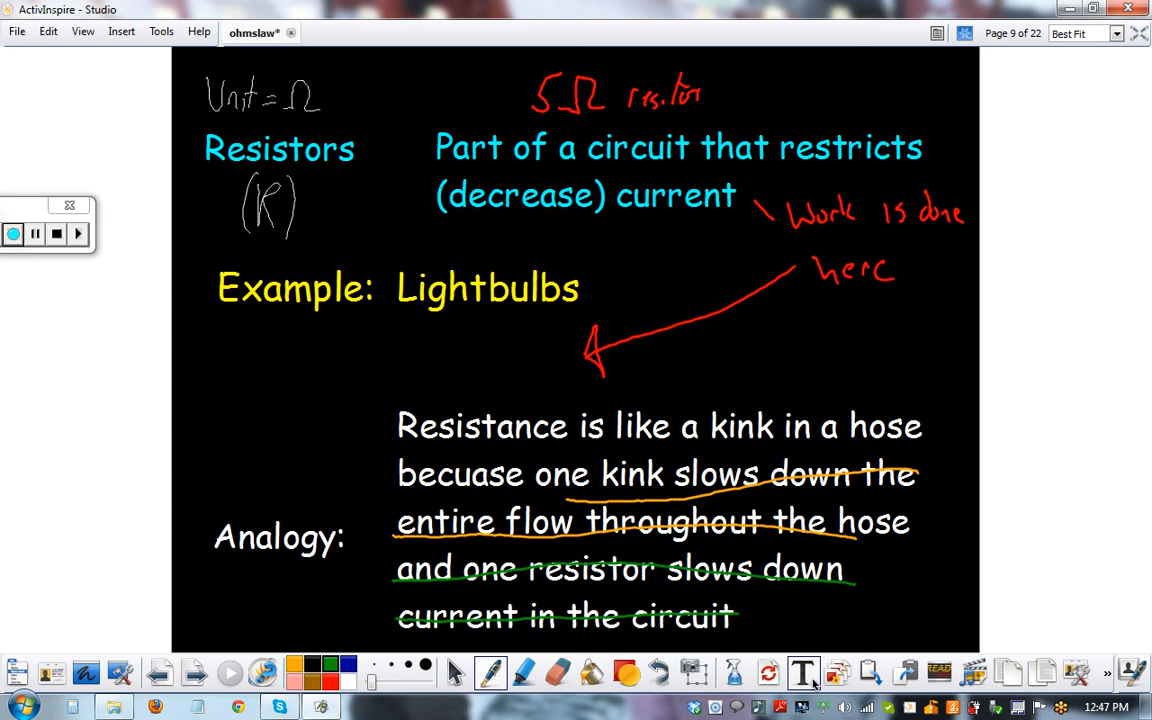 ActivInspire - Studio
File Edit View Insert Tools Help ohmslaw* Page 9 of 22 Best Fit
Unit = Ω
5Ω resistor
Resistors
(R)
Part of a circuit that restricts
(decrease) current
Work is done
here
Example: Lightbulbs
Analogy:
Resistance is like a kink in a hose
becuase one kink slows down the
entire flow throughout the hose
and one resistor slows down
current in the circuit
T
READ
12:47 PM